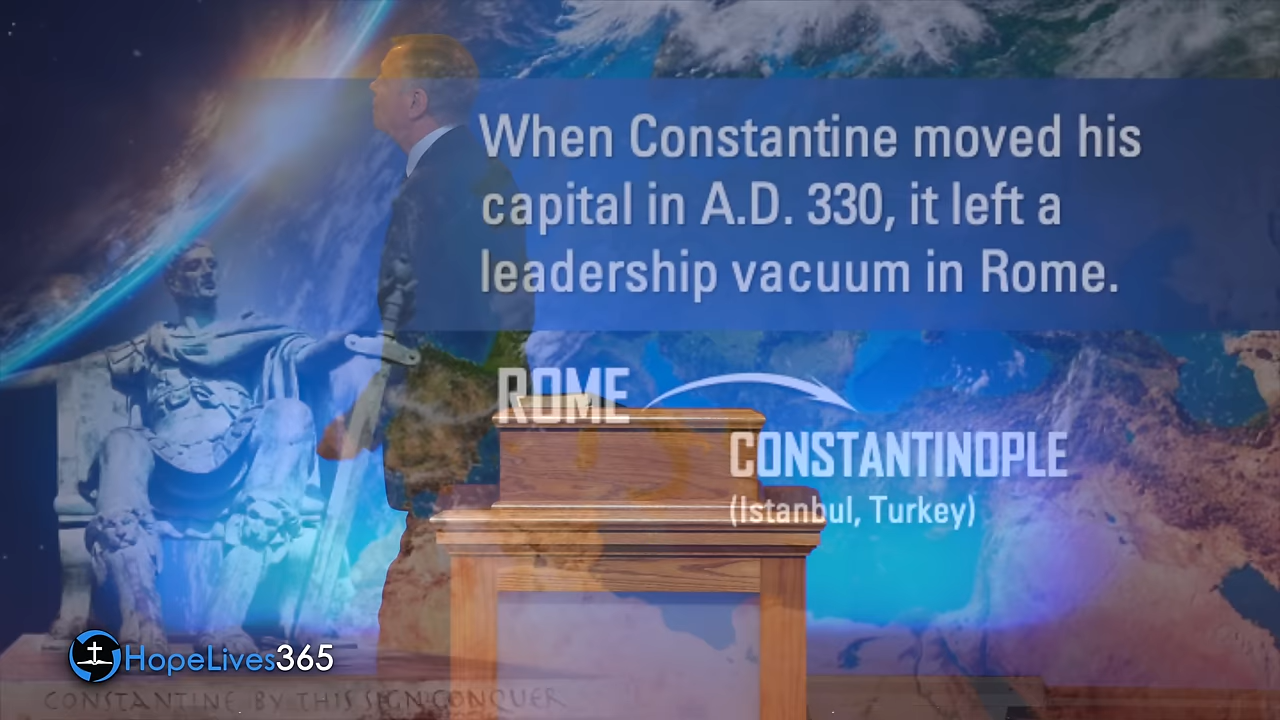 When Constantine moved his
capital in A.D. 330, it left a
leadership vacuum in Rome.
ROME
CONSTANTINOPLE
(Istanbul, Turkey)
HopeLives365
CONSTANTINE BY THIS SIGN CONQUER